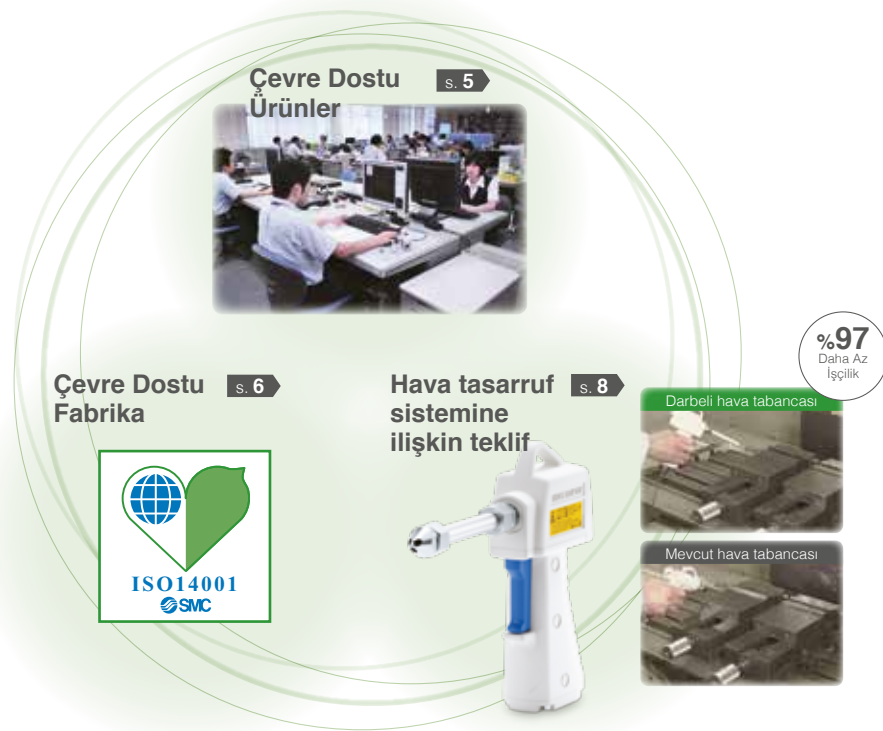 Çevre Dostu
Ürünler
s. 5
%97
Daha Az
İşçilik
Çevre Dostu
Fabrika
s. 6
Hava tasarruf
sistemine
ilişkin teklif
s. 8
Darbeli hava tabancası
Mevcut hava tabancası
ISO14001
SMC